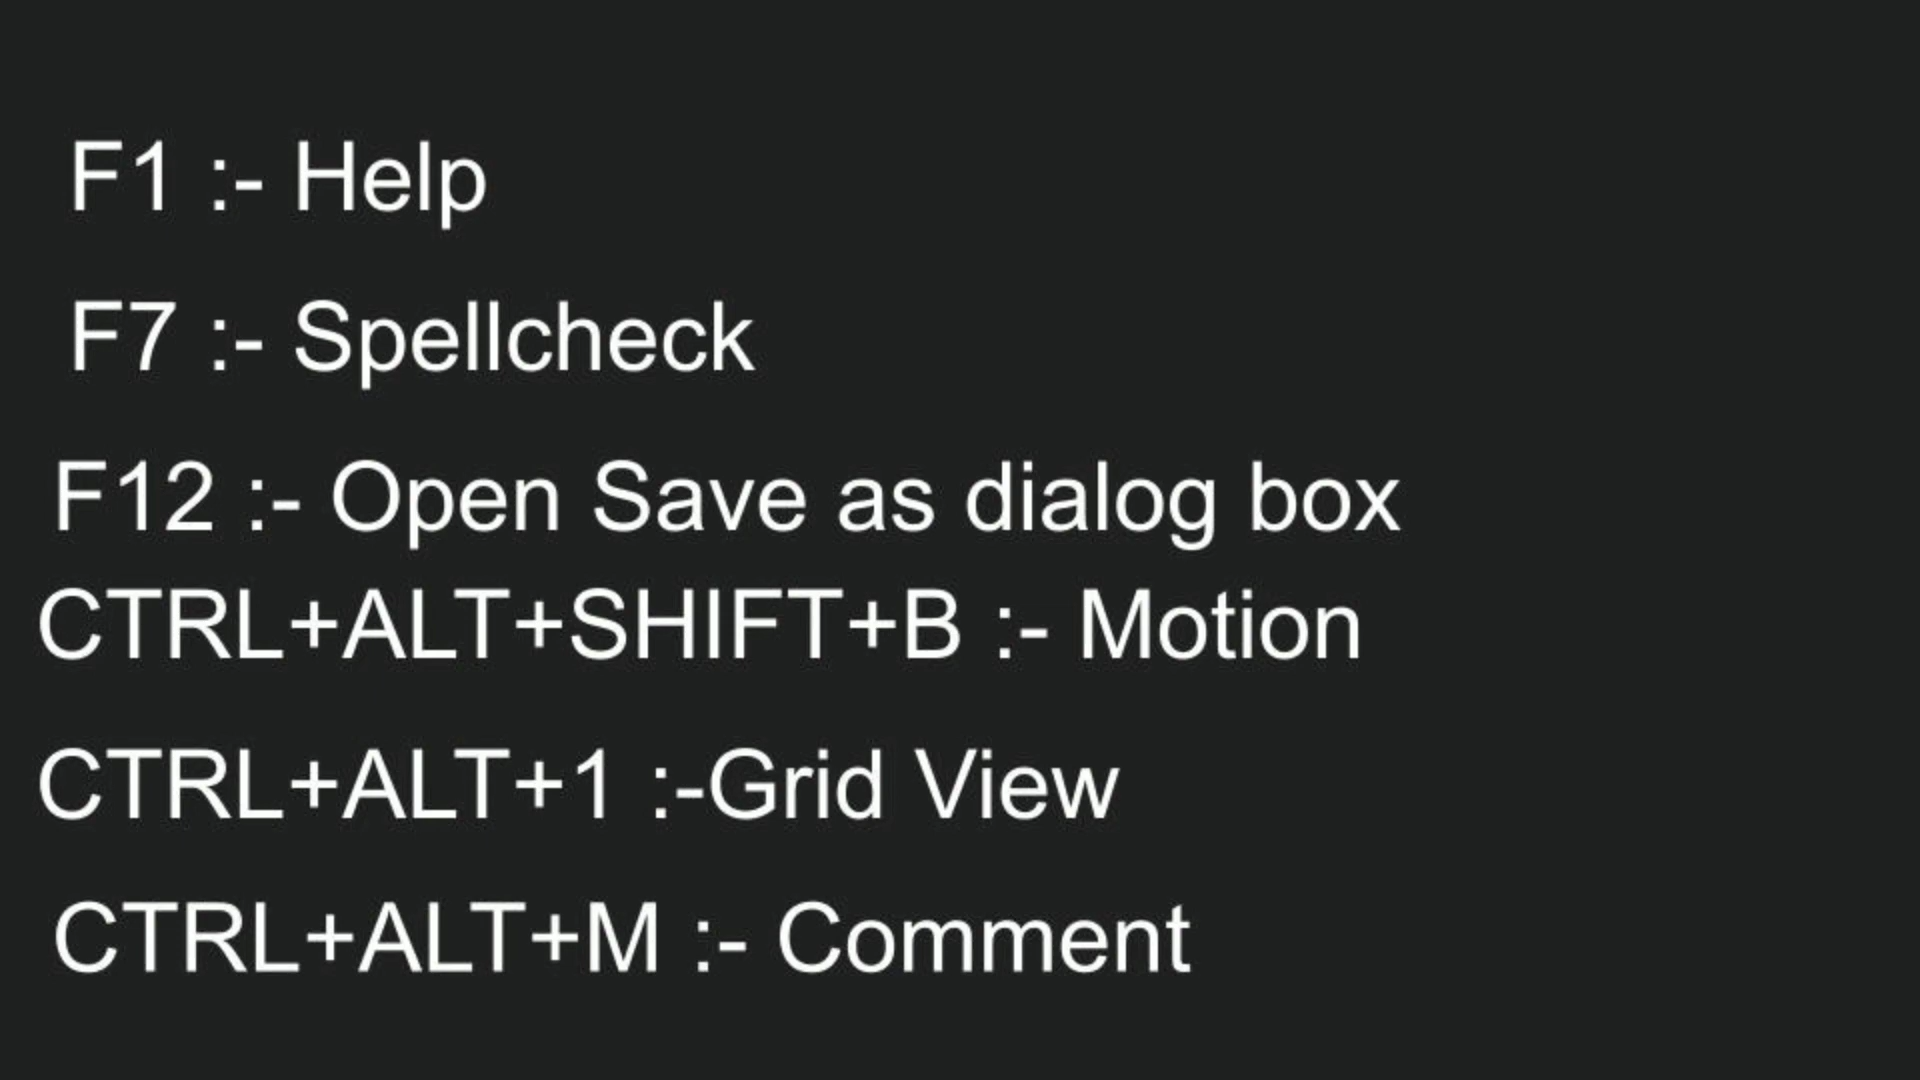 F1 :- Help
F7 :- Spellcheck
F12 :- Open Save as dialog box
CTRL+ALT+SHIFT+B :- Motion
CTRL+ALT+1 :-Grid View
CTRL+ALT+M :- Comment